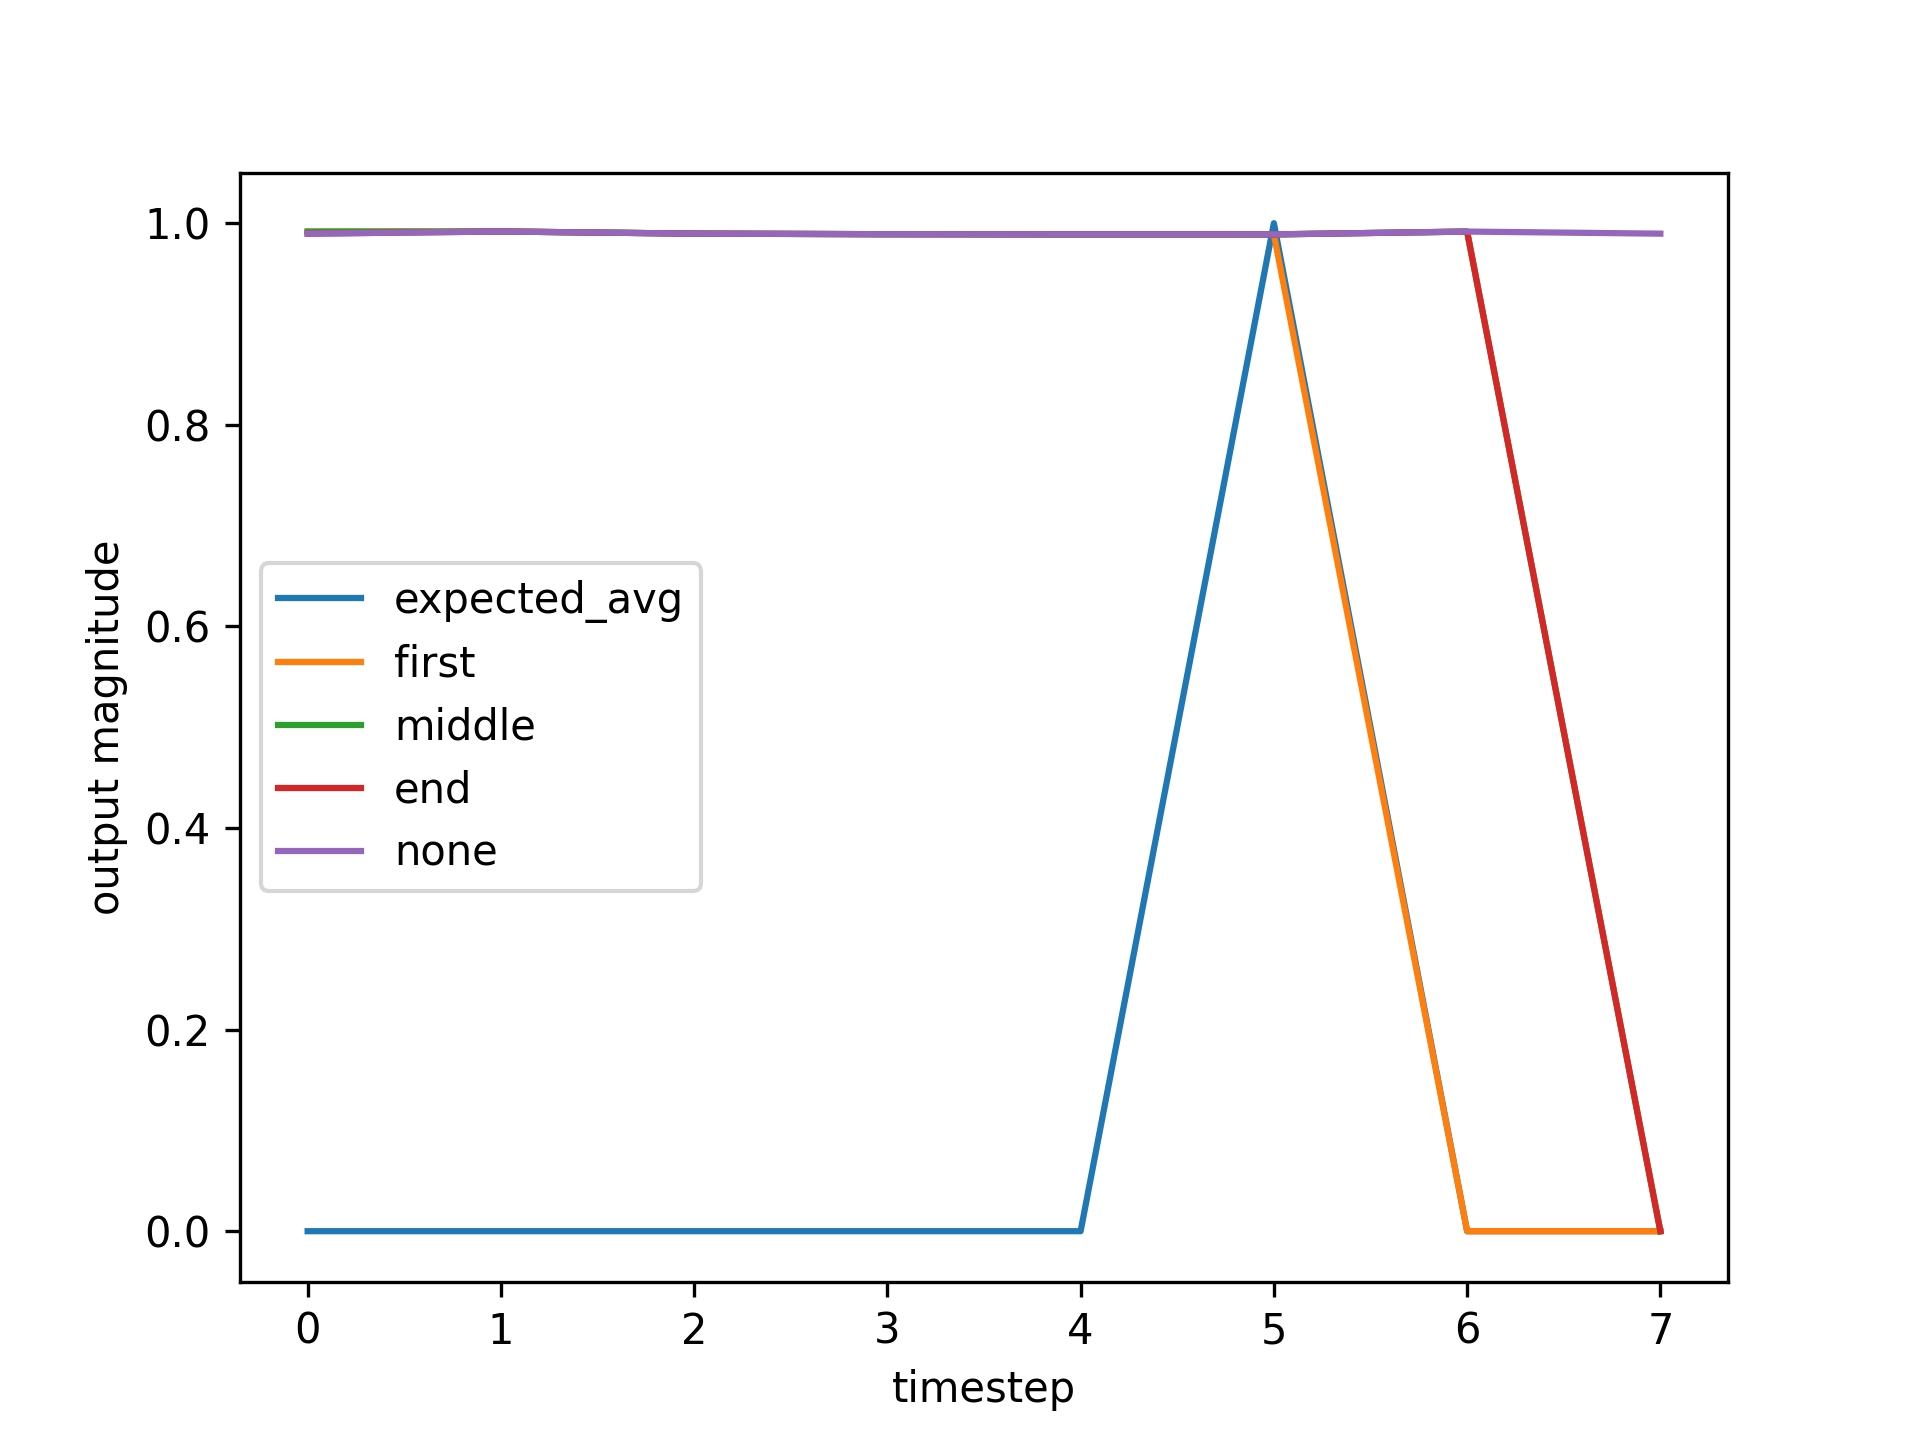 1.0
0.8
0.6
0.4
0.2
0.0
output magnitude
expected_avg
first
middle
end
none
0 1 2 3 4 5 6 7
timestep